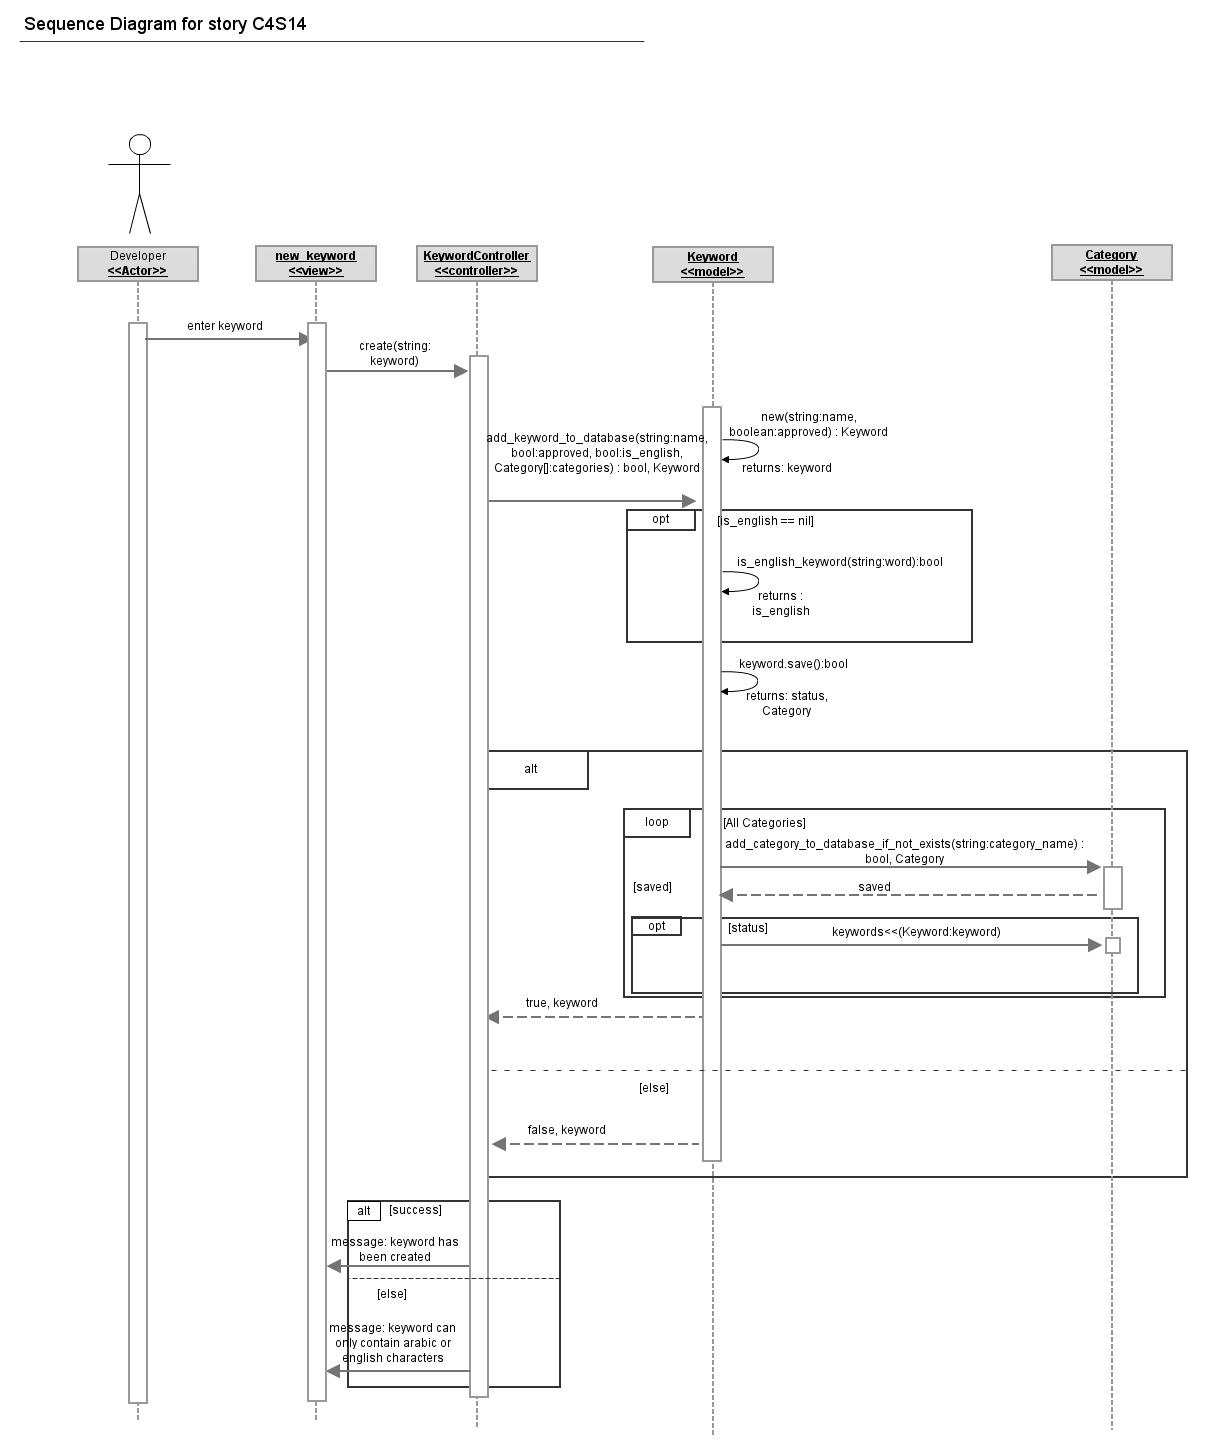 Sequence Diagram for story C4S14
Developer
<<Actor>>
new_keyword
<<view>>
KeywordController
<<controller>>
Keyword
<<model>>
Category
<<model>>
enter keyword
create(string:
keyword)
new(string:name,
boolean:approved) : Keyword
returns: keyword
add_keyword_to_database(string:name,
bool:approved, bool:is_english,
Category[]:categories) : bool, Keyword
opt
[is_english == nil]
is_english_keyword(string:word):bool
returns :
is_english
keyword.save():bool
returns: status,
Category
alt
loop
[All Categories]
add_category_to_database_if_not_exists(string:category_name) :
bool, Category
[saved]
saved
opt
[status]
keywords<<(Keyword:keyword)
true, keyword
[else]
false, keyword
alt
[success]
message: keyword has
been created
[else]
message: keyword can
only contain arabic or
english characters